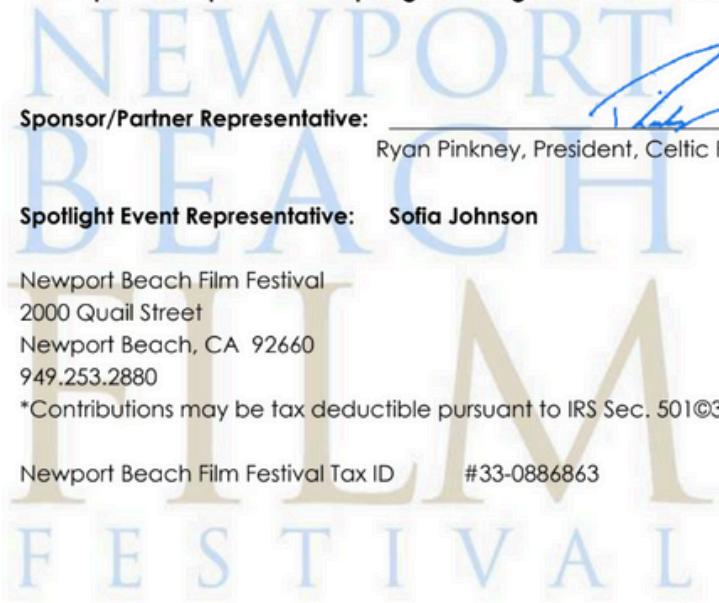 NEWPORT
Sponsor/Partner Representative:
Ryan Pinkney, President, Celtic
BEACH
Spotlight Event Representative: Sofia Johnson
Newport Beach Film Festival
2000 Quail Street
Newport Beach, CA 92660
949.253.2880
*Contributions may be tax deductible pursuant to IRS Sec. 501©3
FILM
Newport Beach Film Festival Tax ID #33-0886863
FESTIVAL